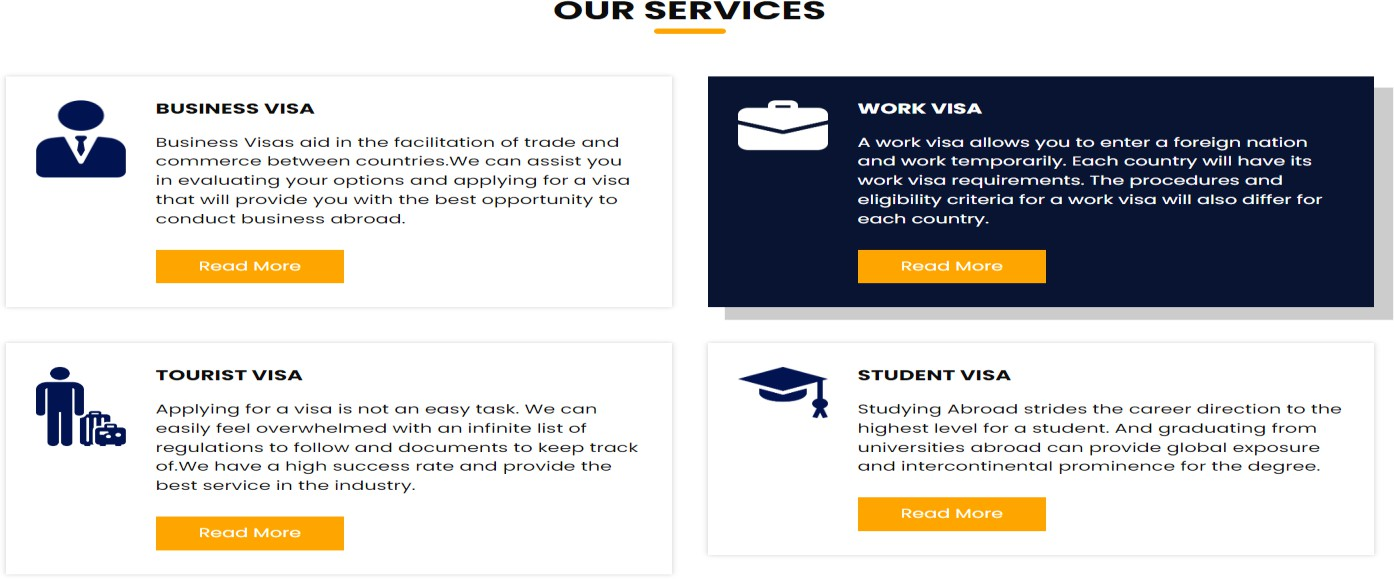 OUR SERVICES
BUSINESS VISA
Business Visas aid in the facilitation of trade and
commerce between countries.We can assist you
in evaluating your options and applying for a visa
that will provide you with the best opportunity to
conduct business abroad.
Read More
WORK VISA
A work visa allows you to enter a foreign nation
and work temporarily. Each country will have its
work visa requirements. The procedures and
eligibility criteria for a work visa will also differ for
each country.
Read More
TOURIST VISA
Applying for a visa is not an easy task. We can
easily feel overwhelmed with an infinite list of
regulations to follow and documents to keep track
of.We have a high success rate and provide the
best service in the industry.
Read More
STUDENT VISA
Studying Abroad strides the career direction to the
highest level for a student. And graduating from
universities abroad can provide global exposure
and intercontinental prominence for the degree.
Read More